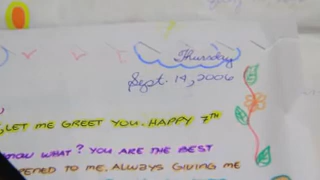 Thursday
Sept. 14, 2006
LET ME GREET YOU. HAPPY 7TH
KNOW WHAT? YOU ARE THE BEST
PENED TO ME. ALWAYS GIVING ME